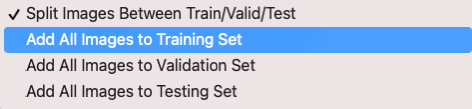 ✓ Split Images Between Train/Valid/Test
Add All Images to Training Set
Add All Images to Validation Set
Add All Images to Testing Set